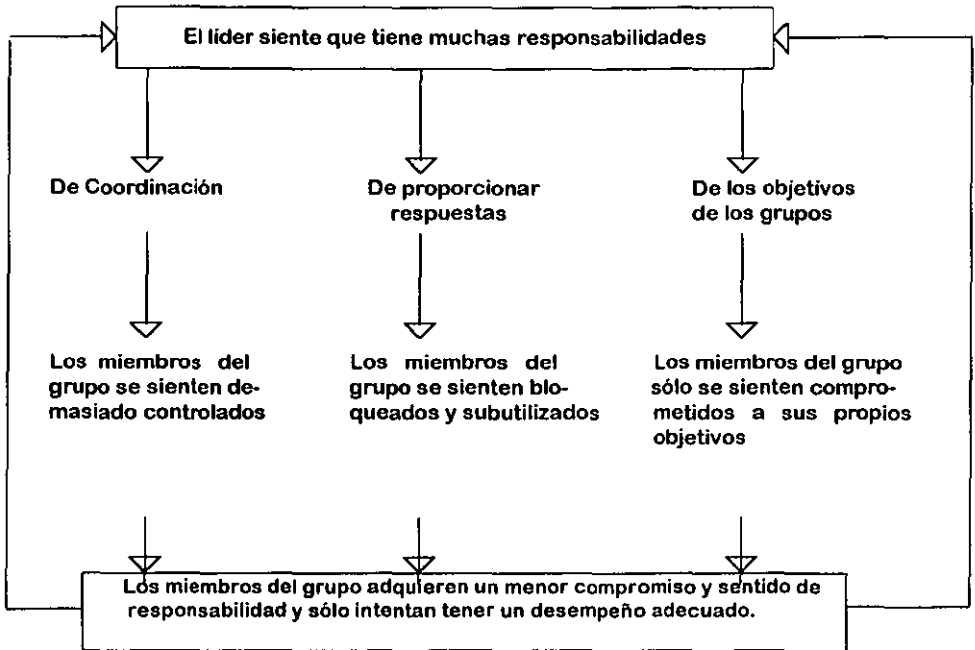 El líder siente que tiene muchas responsabilidades
De Coordinación
De proporcionar
respuestas
De los objetivos
de los grupos
Los miembros del
grupo se sienten de-
masiado controlados
Los miembros del
grupo se sienten blo-
queados y subutilizados
Los miembros del grupo
sólo se sienten compro-
metidos a sus propios
objetivos
Los miembros del grupo adquieren un menor compromiso y sentido de
responsabilidad y sólo intentan tener un desempeño adecuado.